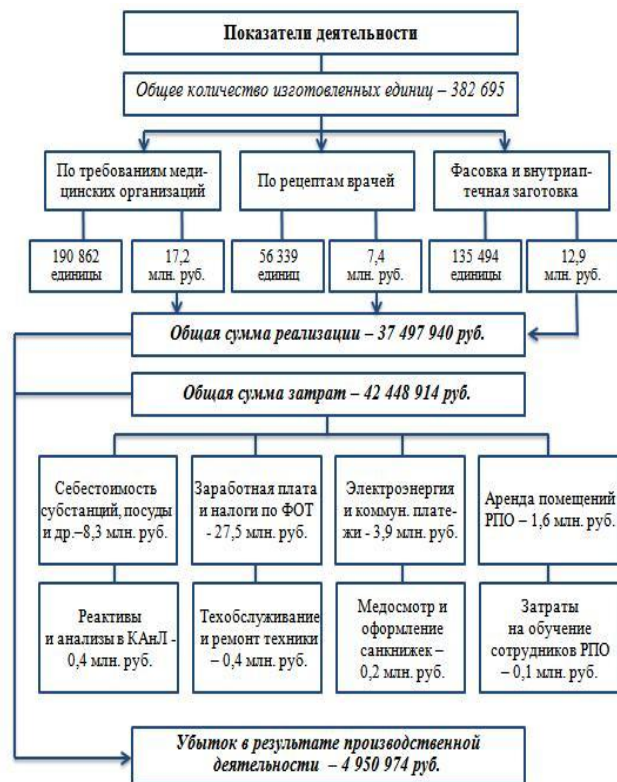 Показатели деятельности
Общее количество изготовленных единиц – 382 695
По требованиям меди-
цинских организаций
По рецептам врачей
Фасовка и внутриап-
течная заготовка
190 862
единицы
17,2
млн. руб.
56 339
единиц
7,4
млн. руб.
135 494
единицы
12,9
млн. руб.
Общая сумма реализации – 37 497 940 руб.
Общая сумма затрат – 42 448 914 руб.
Себестоимость
субстанций, посуды
и др.–8,3 млн. руб.
Заработная плата
и налоги по ФОТ
- 27,5 млн. руб.
Электроэнергия
и коммун. плате-
жи - 3,9 млн. руб.
Аренда помещений
РПО – 1,6 млн. руб.
Реактивы
и анализы в КАнЛ -
0,4 млн. руб.
Техобслуживание
и ремонт техники
– 0,4 млн. руб.
Медосмотр и
оформление
санкнижек –
0,2 млн. руб.
Затраты
на обучение
сотрудников РПО
– 0,1 млн. руб.
Убыток в результате производственной
деятельности – 4 950 974 руб.